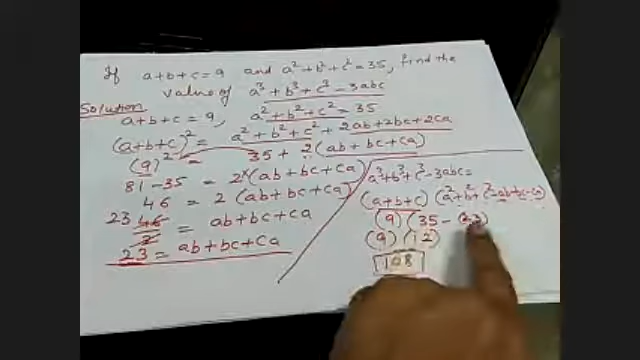 If a+b+c=9 and a²+b²+c²=35, find the
value of a³+b³+c³-3abc
Solution
a+b+c=9, a²+b²+c²=35
(a+b+c)² = a²+b²+c²+2ab+2bc+2ca
(9)² = 35+2(ab+bc+ca)
81-35 = 2(ab+bc+ca)
46 = 2(ab+bc+ca)
23 46/2 = ab+bc+ca
23 = ab+bc+ca
a³+b³+c³-3abc =
(a+b+c) (a²+b²+c²-ab-bc-ca)
(9) (35-(23))
(9) (12)
108